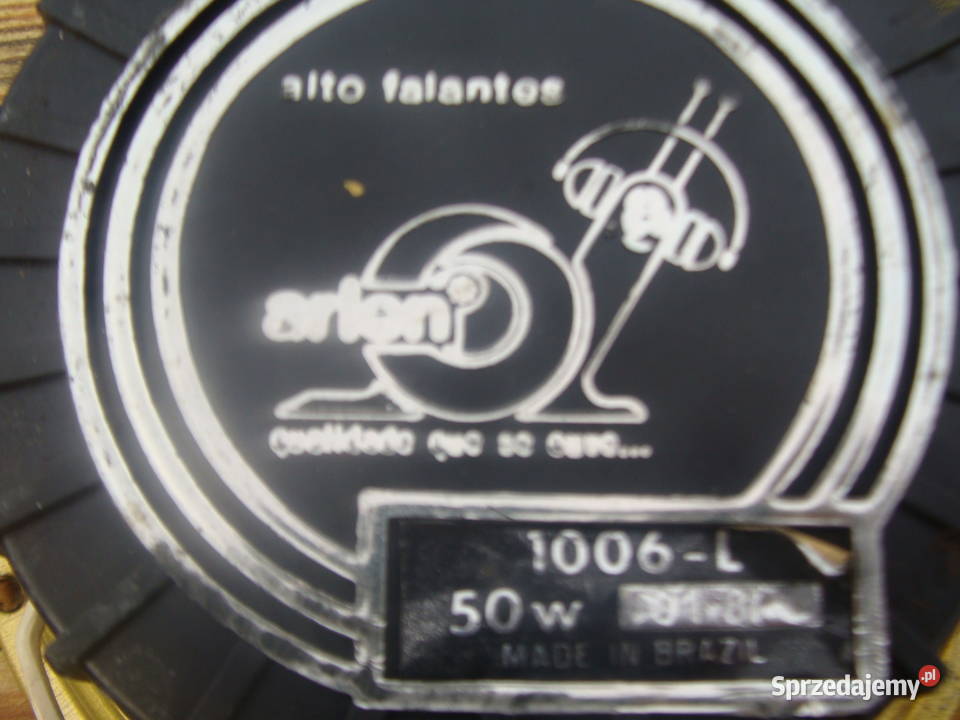 alto falantes
arlen
qualidade que se ouve...
1006-L
50 w
MADE IN BRAZIL
Sprzedajemy.pl